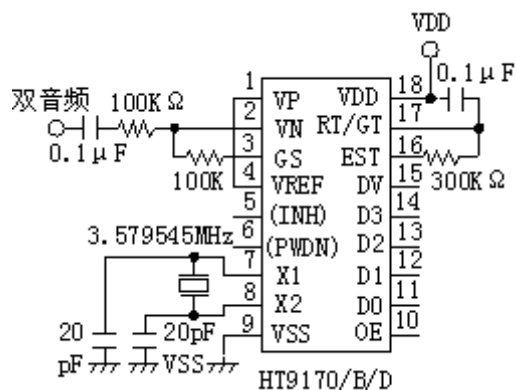 VDD
0.1μF
双音频
100KΩ
0.1μF
100K
1
2
3
4
5
6
7
8
9
VP
VN
GS
VREF
(INH)
(PWDN)
X1
X2
VSS
VDD
RT/GT
EST
DV
D3
D2
D1
D0
OE
18
17
16
15
14
13
12
11
10
300KΩ
3.579545MHz
20
pF
20pF
VSS
HT9170/B/D